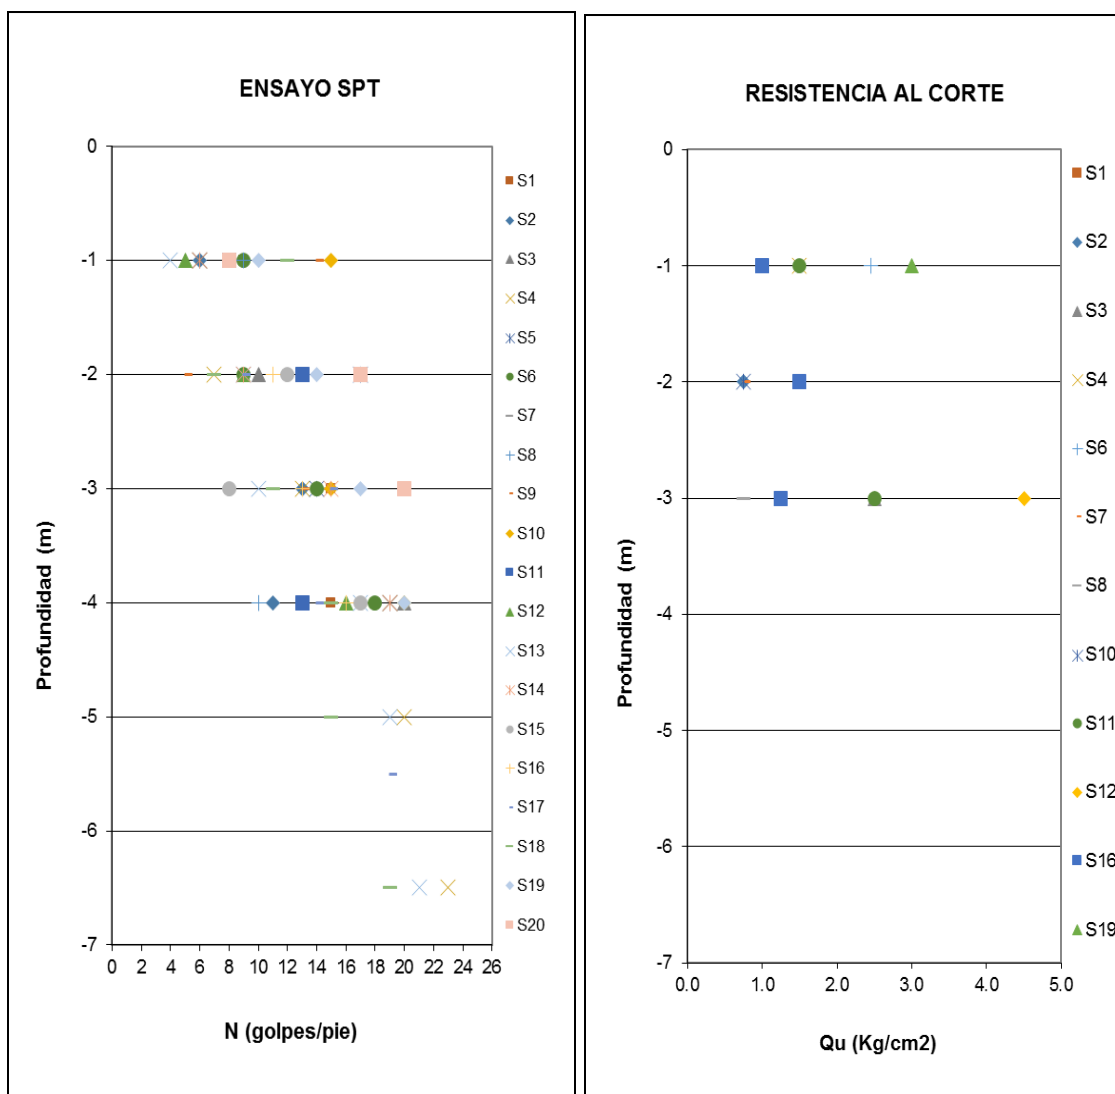 ENSAYO SPT
0
-1
-2
-3
-4
-5
-6
-7
0 2 4 6 8 10 12 14 16 18 20 22 24 26
Profundidad (m)
N (golpes/pie)
S1
S2
S3
S4
S5
S6
S7
S8
S9
S10
S11
S12
S13
S14
S15
S16
S17
S18
S19
S20
RESISTENCIA AL CORTE
0
-1
-2
-3
-4
-5
-6
-7
0.0 1.0 2.0 3.0 4.0 5.0
Profundidad (m)
Qu (Kg/cm2)
S1
S2
S3
S4
S6
S7
S8
S10
S11
S12
S16
S19